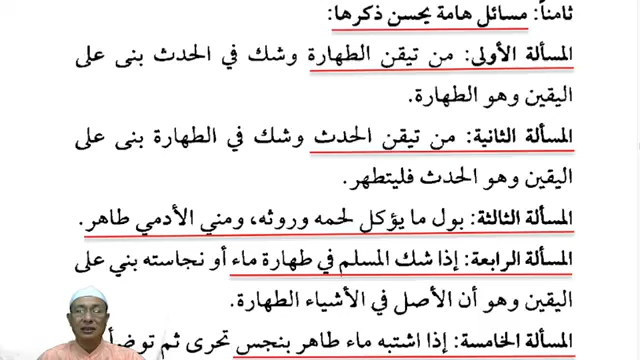 ثامناً: مسائل هامة يحسن ذكرها:
المسألة الأولى: من تيقن الطهارة وشك في الحدث بنى على
اليقين وهو الطهارة.
المسألة الثانية: من تيقن الحدث وشك في الطهارة بنى على
اليقين وهو الحدث فليتطهر.
المسألة الثالثة: بول ما يؤكل لحمه وروثه، ومني الأدمي طاهر.
المسألة الرابعة: إذا شك المسلم في طهارة ماء أو نجاسته بني على
اليقين وهو أن الأصل في الأشياء الطهارة.
المسألة الخامسة: إذا اشتبه ماء طاهر بنجس تحرى ثم توضأ